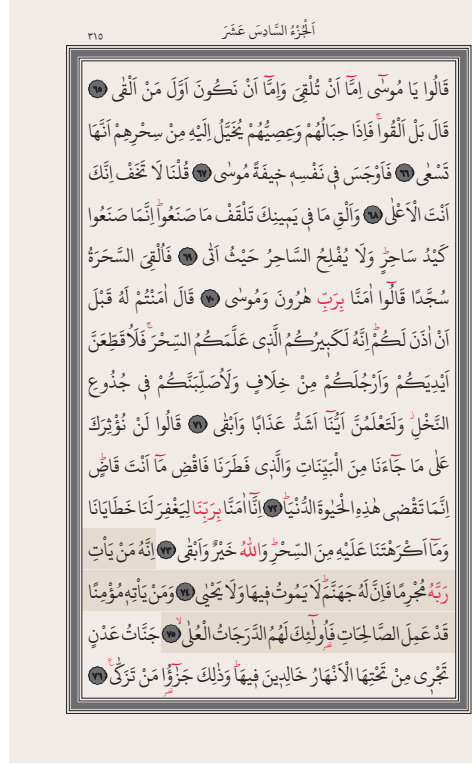 اَلْجُزْءُ السَّادِسَ عَشَرَ
٣١٥
قَالُوا يَا مُوسٰٓى اِمَّٓا اَنْ تُلْقِيَ وَاِمَّٓا اَنْ نَكُونَ اَوَّلَ مَنْ اَلْقٰى ﴿٦٥﴾
قَالَ بَلْ اَلْقُواۚ فَاِذَا حِبَالُهُمْ وَعِصِيُّهُمْ يُخَيَّلُ اِلَيْهِ مِنْ سِحْرِهِمْ اَنَّهَا
تَسْعٰى ﴿٦٦﴾ فَاَوْجَسَ فِي نَفْسِهِ خِيفَةً مُوسٰى ﴿٦٧﴾ قُلْنَا لَا تَخَفْ اِنَّكَ
اَنْتَ الْاَعْلٰى ﴿٦٨﴾ وَاَلْقِ مَا فِي يَمِينِكَ تَلْقَفْ مَا صَنَعُواۜ اِنَّمَا صَنَعُوا
كَيْدُ سَاحِرٍۜ وَلَا يُفْلِحُ السَّاحِرُ حَيْثُ اَتٰى ﴿٦٩﴾ فَاُلْقِيَ السَّحَرَةُ
سُجَّدًا قَالُٓوا اٰمَنَّا بِرَبِّ هٰرُونَ وَمُوسٰى ﴿٧٠﴾ قَالَ اٰمَنْتُمْ لَهُ قَبْلَ
اَنْ اٰذَنَ لَكُمْۜ اِنَّهُ لَكَبِيرُكُمُ الَّذِي عَلَّمَكُمُ السِّحْرَۚ فَلَاُقَطِّعَنَّ
اَيْدِيَكُمْ وَاَرْجُلَكُمْ مِنْ خِلَافٍ وَلَاُصَلِّبَنَّكُمْ فِي جُذُوعِ
النَّخْلِۘ وَلَتَعْلَمُنَّ اَيُّنَٓا اَشَدُّ عَذَابًا وَاَبْقٰى ﴿٧١﴾ قَالُوا لَنْ نُؤْثِرَكَ
عَلٰى مَا جَٓاءَنَا مِنَ الْبَيِّنَاتِ وَالَّذِي فَطَرَنَا فَاقْضِ مَٓا اَنْتَ قَاضٍۜ
اِنَّمَا تَقْضِي هٰذِهِ الْحَيٰوةَ الدُّنْيَاۜ ﴿٧٢﴾ اِنَّٓا اٰمَنَّا بِرَبِّنَا لِيَغْفِرَ لَنَا خَطَايَانَا
وَمَٓا اَكْرَهْتَنَا عَلَيْهِ مِنَ السِّحْرِۜ وَاللّٰهُ خَيْرٌ وَاَبْقٰى ﴿٧٣﴾ اِنَّهُ مَنْ يَأْتِ
رَبَّهُ مُجْرِمًا فَاِنَّ لَهُ جَهَنَّمَۜ لَا يَمُوتُ فِيهَا وَلَا يَحْيٰى ﴿٧٤﴾ وَمَنْ يَأْتِهِ مُؤْمِنًا
قَدْ عَمِلَ الصَّالِحَاتِ فَاُو۬لٰٓئِكَ لَهُمُ الدَّرَجَاتُ الْعُلٰىۙ ﴿٧٥﴾ جَنَّاتُ عَدْنٍ
تَجْرِي مِنْ تَحْتِهَا الْاَنْهَارُ خَالِدِينَ فِيهَاۜ وَذٰلِكَ جَزٰٓؤُا مَنْ تَزَكّٰىۚ ﴿٧٦﴾